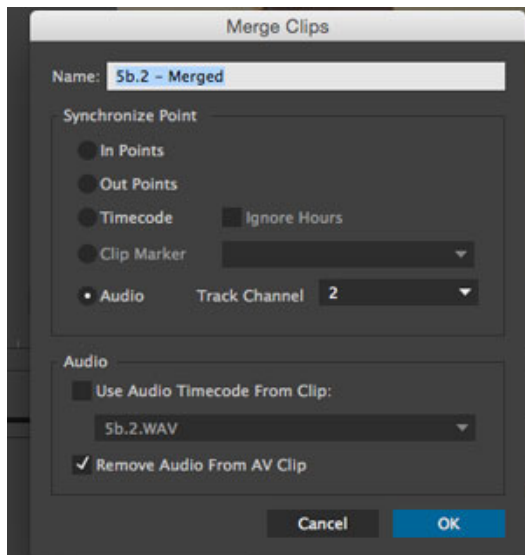 Merge Clips
Name: 5b.2 – Merged
Synchronize Point
In Points
Out Points
Timecode Ignore Hours
Clip Marker
Audio Track Channel 2
Audio
Use Audio Timecode From Clip:
5b.2.WAV
Remove Audio From AV Clip
Cancel OK